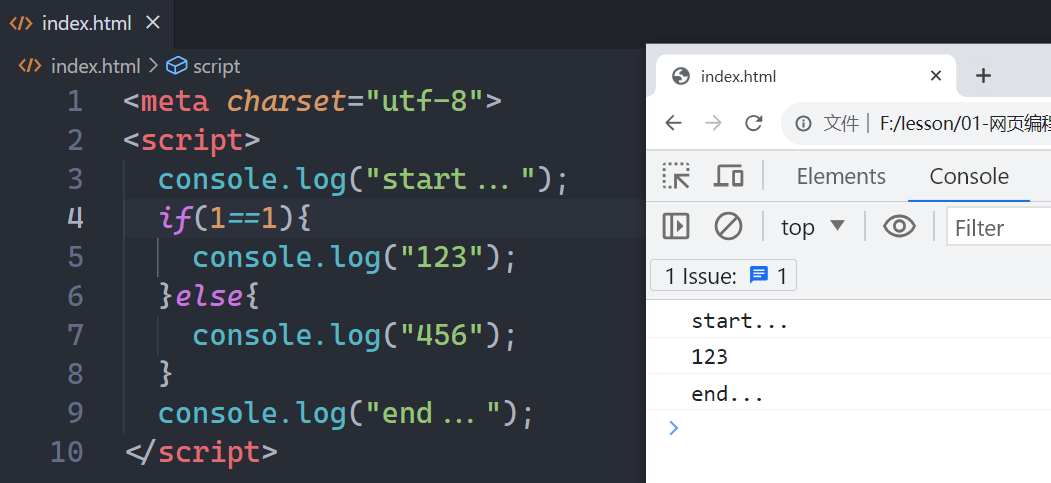 index.html
index.html > script
1 <meta charset="utf-8">
2 <script>
3 console.log("start...");
4 if(1==1){
5 console.log("123");
6 }else{
7 console.log("456");
8 }
9 console.log("end...");
10 </script>
index.html
文件 | F:/lesson/01-网页编程
Elements Console
top Filter
1 Issue: 1
start...
123
end...
>